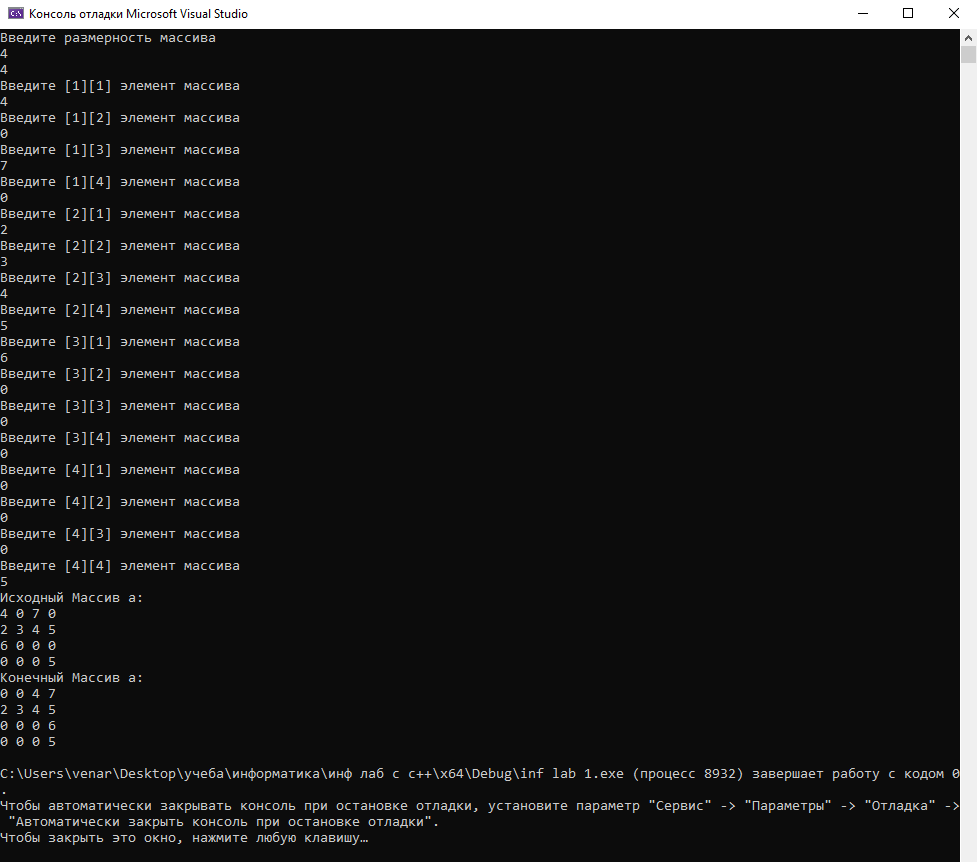 Консоль отладки Microsoft Visual Studio
Введите размерность массива
4
4
Введите [1][1] элемент массива
4
Введите [1][2] элемент массива
0
Введите [1][3] элемент массива
7
Введите [1][4] элемент массива
0
Введите [2][1] элемент массива
2
Введите [2][2] элемент массива
3
Введите [2][3] элемент массива
4
Введите [2][4] элемент массива
5
Введите [3][1] элемент массива
6
Введите [3][2] элемент массива
0
Введите [3][3] элемент массива
0
Введите [3][4] элемент массива
0
Введите [4][1] элемент массива
0
Введите [4][2] элемент массива
0
Введите [4][3] элемент массива
0
Введите [4][4] элемент массива
5
Исходный Массив а:
4 0 7 0
2 3 4 5
6 0 0 0
0 0 0 5
Конечный Массив а:
0 0 4 7
2 3 4 5
0 0 0 6
0 0 0 5
C:\Users\venar\Desktop\учеба\информатика\инф лаб с c++\x64\Debug\inf lab 1.exe (процесс 8932) завершает работу с кодом 0
.
Чтобы автоматически закрывать консоль при остановке отладки, установите параметр "Сервис" -> "Параметры" -> "Отладка" ->
"Автоматически закрыть консоль при остановке отладки".
Чтобы закрыть это окно, нажмите любую клавишу…